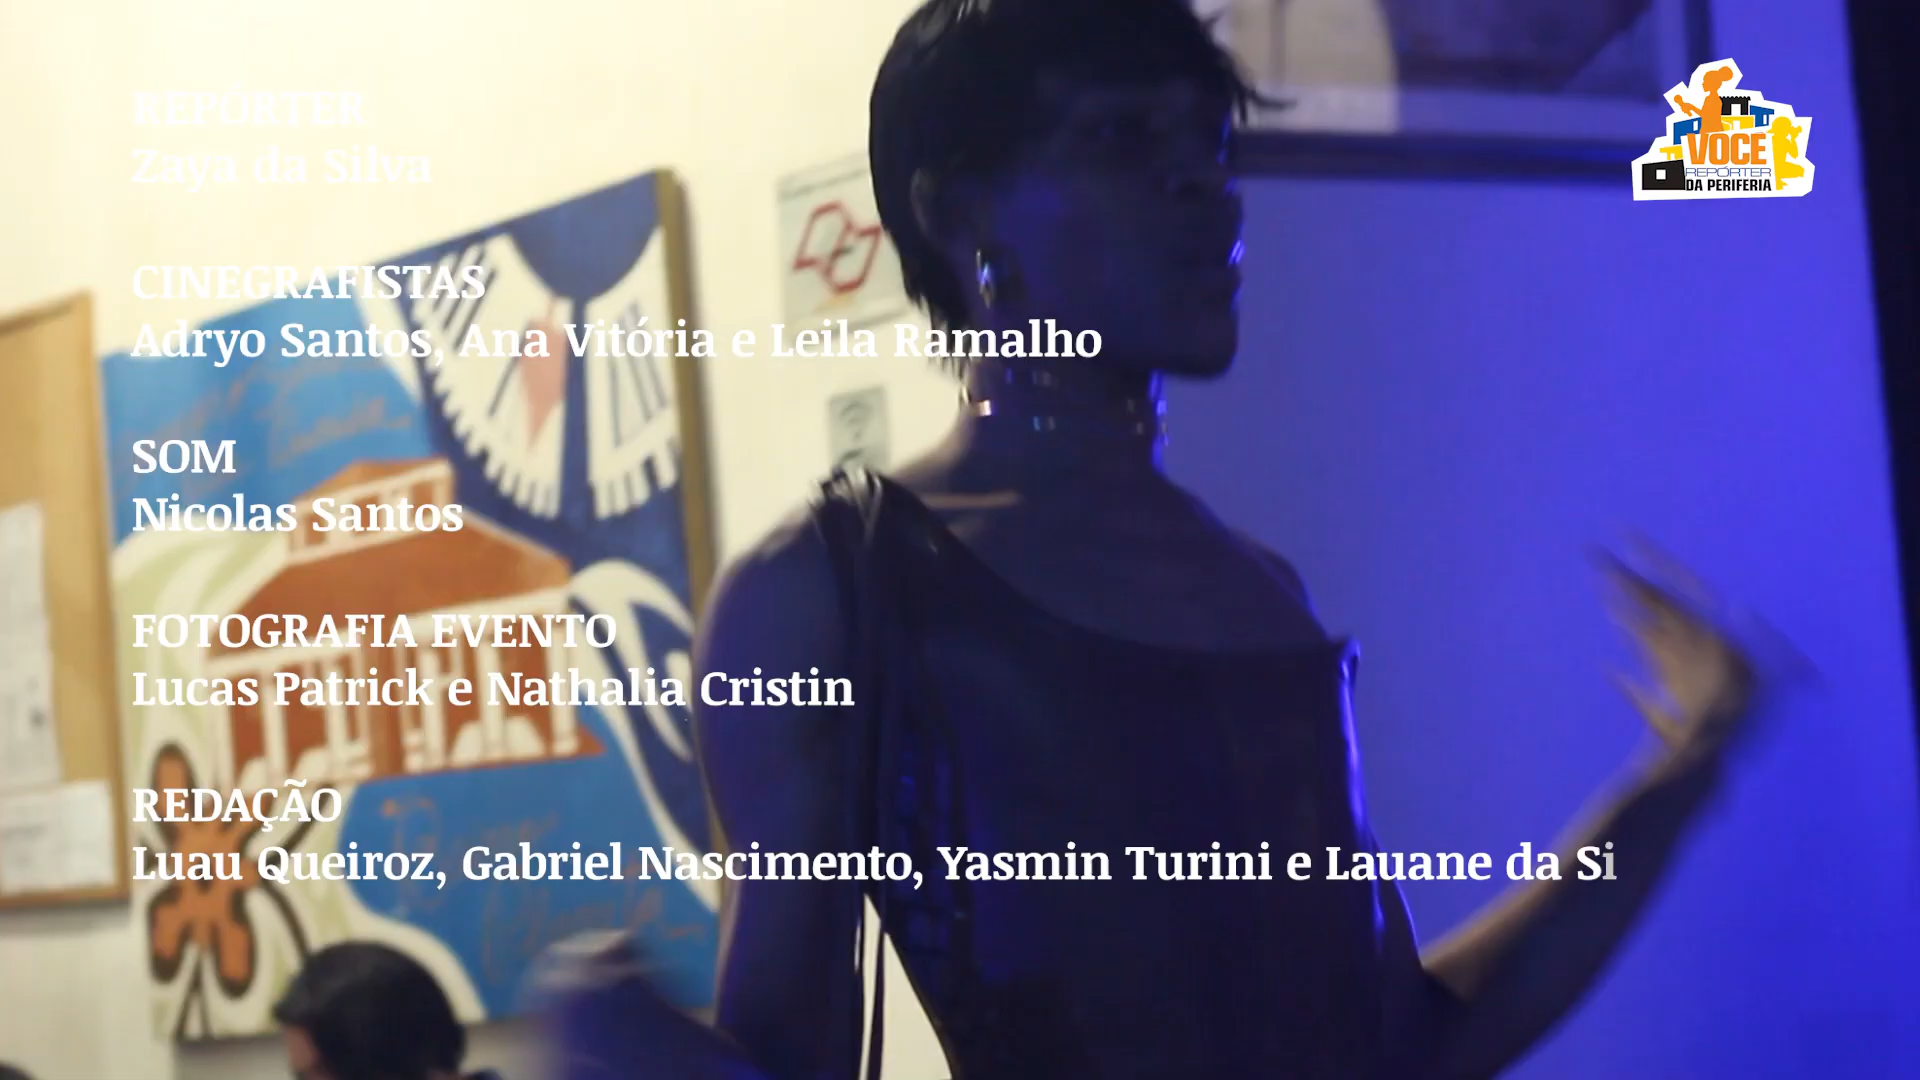 REPÓRTER
Zaya da Silva
CINEGRAFISTAS
Adryo Santos, Ana Vitória e Leila Ramalho
SOM
Nicolas Santos
FOTOGRAFIA EVENTO
Lucas Patrick e Nathalia Cristin
REDAÇÃO
Luau Queiroz, Gabriel Nascimento, Yasmin Turini e Lauane da Si
VOCE
REPÓRTER
DA PERIFERIA